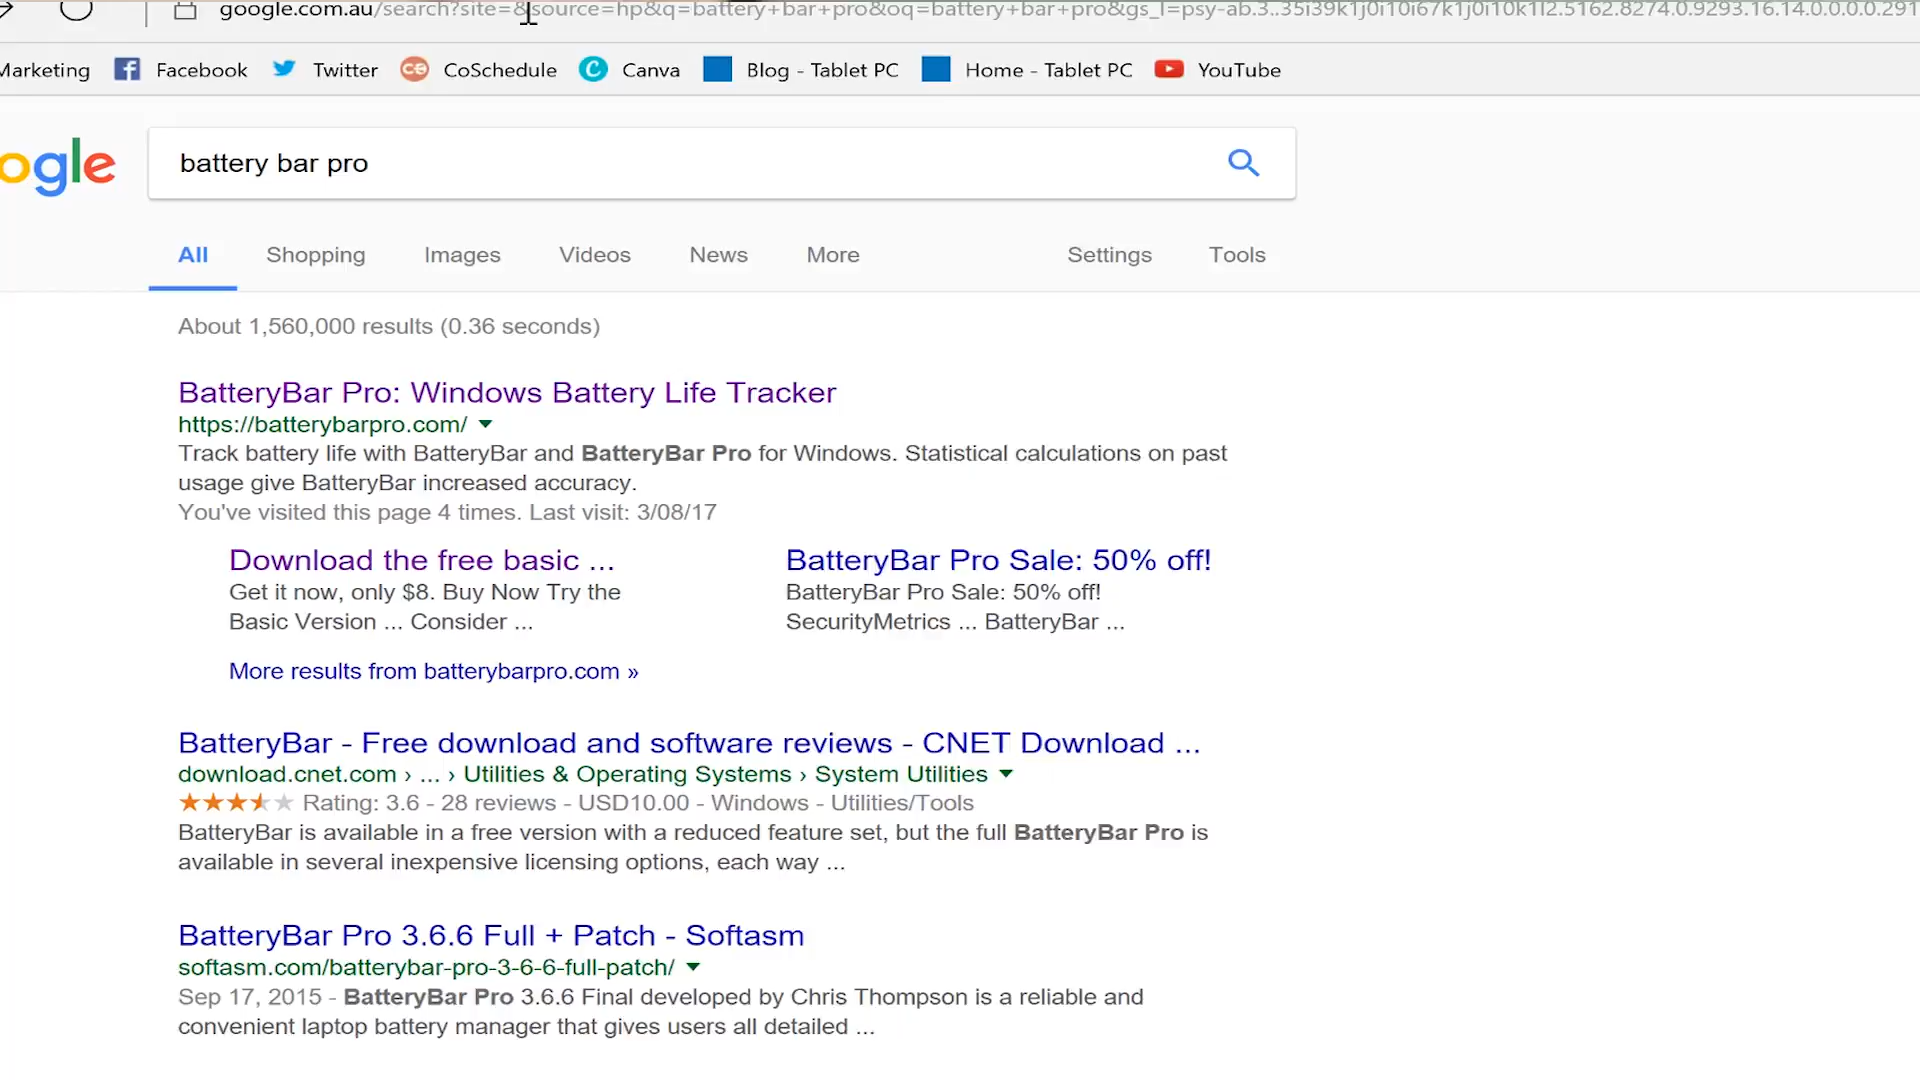 google.com.au/search?site=&source=hp&q=battery+bar+pro&oq=battery+bar+pro&gs_l=psy-ab.3..35i39k1j0i10i67k1j0i10k1l2.5162.8274.0.9293.16.14.0.0.0.0.291
Marketing Facebook Twitter CoSchedule Canva Blog - Tablet PC Home - Tablet PC YouTube
ogle battery bar pro
All Shopping Images Videos News More Settings Tools
About 1,560,000 results (0.36 seconds)
BatteryBar Pro: Windows Battery Life Tracker
https://batterybarpro.com/
Track battery life with BatteryBar and BatteryBar Pro for Windows. Statistical calculations on past
usage give BatteryBar increased accuracy.
You've visited this page 4 times. Last visit: 3/08/17
Download the free basic ... BatteryBar Pro Sale: 50% off!
Get it now, only $8. Buy Now Try the BatteryBar Pro Sale: 50% off!
Basic Version ... Consider ... SecurityMetrics ... BatteryBar ...
More results from batterybarpro.com »
BatteryBar - Free download and software reviews - CNET Download ...
download.cnet.com › ... › Utilities & Operating Systems › System Utilities
Rating: 3.6 - 28 reviews - USD10.00 - Windows - Utilities/Tools
BatteryBar is available in a free version with a reduced feature set, but the full BatteryBar Pro is
available in several inexpensive licensing options, each way ...
BatteryBar Pro 3.6.6 Full + Patch - Softasm
softasm.com/batterybar-pro-3-6-6-full-patch/
Sep 17, 2015 - BatteryBar Pro 3.6.6 Final developed by Chris Thompson is a reliable and
convenient laptop battery manager that gives users all detailed ...